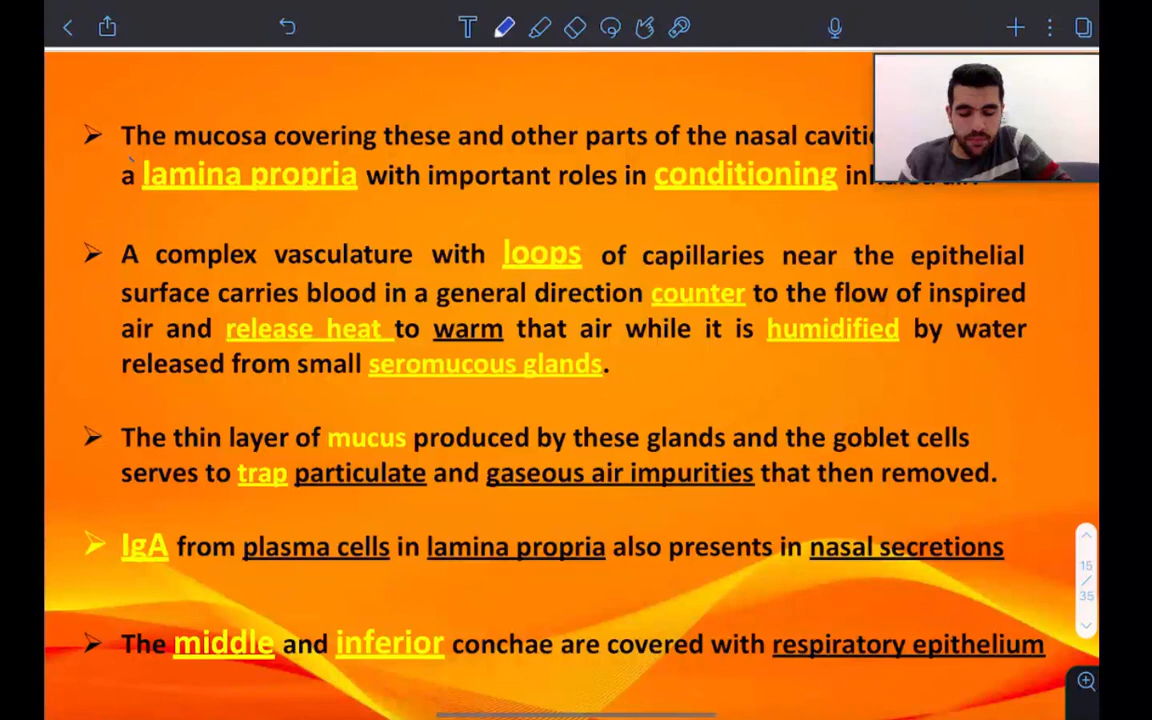 T
➢ The mucosa covering these and other parts of the nasal
a lamina propria with important roles in conditioning
➢ A complex vasculature with loops of capillaries near the epithelial
surface carries blood in a general direction counter to the flow of inspired
air and release heat to warm that air while it is humidified by water
released from small seromucous glands.
➢ The thin layer of mucus produced by these glands and the goblet cells
serves to trap particulate and gaseous air impurities that then removed.
➢ IgA from plasma cells in lamina propria also presents in nasal secretions
➢ The middle and inferior conchae are covered with respiratory epithelium
15
/
35